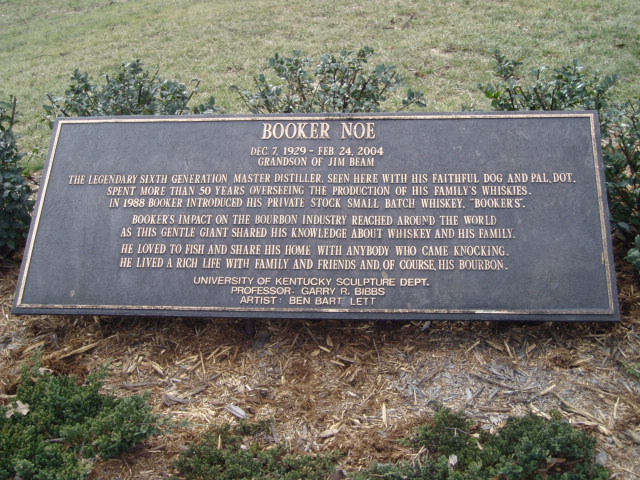 BOOKER NOE
DEC. 7, 1929 - FEB. 24, 2004
GRANDSON OF JIM BEAM
THE LEGENDARY SIXTH GENERATION MASTER DISTILLER, SEEN HERE WITH HIS FAITHFUL DOG AND PAL, DOT.
SPENT MORE THAN 50 YEARS OVERSEEING THE PRODUCTION OF HIS FAMILY'S WHISKIES.
IN 1988 BOOKER INTRODUCED HIS PRIVATE STOCK SMALL BATCH WHISKEY, "BOOKER'S".
BOOKER'S IMPACT ON THE BOURBON INDUSTRY REACHED AROUND THE WORLD
AS THIS GENTLE GIANT SHARED HIS KNOWLEDGE ABOUT WHISKEY AND HIS FAMILY.
HE LOVED TO FISH AND SHARE HIS HOME WITH ANYBODY WHO CAME KNOCKING.
HE LIVED A RICH LIFE WITH FAMILY AND FRIENDS AND, OF COURSE, HIS BOURBON.
UNIVERSITY OF KENTUCKY SCULPTURE DEPT.
PROFESSOR: GARRY R. BIBBS
ARTIST: BEN BART LETT